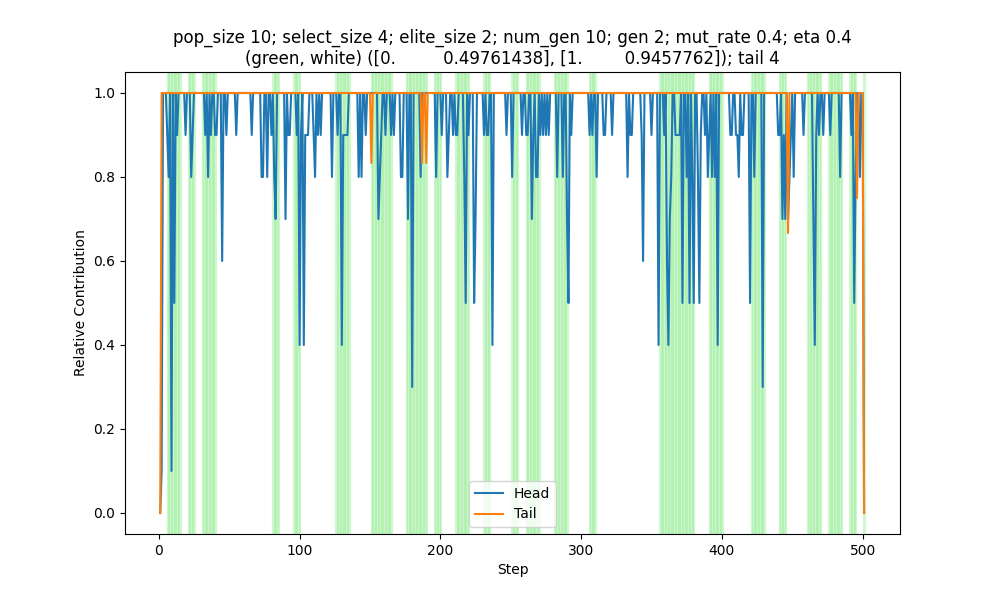 pop_size 10; select_size 4; elite_size 2; num_gen 10; gen 2; mut_rate 0.4; eta 0.4
(green, white) ([0. 0.49761438], [1. 0.9457762]); tail 4
1.0
0.8
0.6
0.4
0.2
0.0
Relative Contribution
Head
Tail
0 100 200 300 400 500
Step